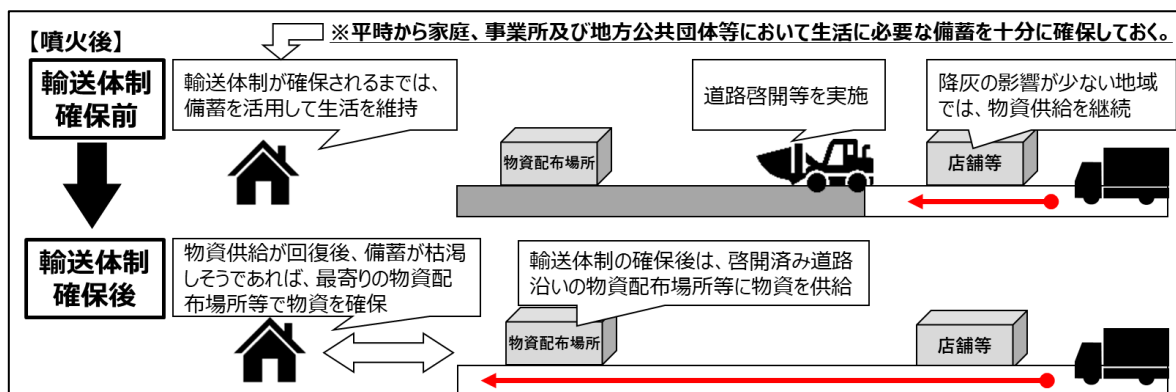 【噴火後】
※平時から家庭、事業所及び地方公共団体等において生活に必要な備蓄を十分に確保しておく。
輸送体制
確保前
輸送体制が確保されるまでは、
備蓄を活用して生活を維持
道路啓開等を実施
降灰の影響が少ない地域
では、物資供給を継続
物資配布場所
店舗等
輸送体制
確保後
物資供給が回復後、備蓄が枯渇
しそうであれば、最寄りの物資配
布場所等で物資を確保
輸送体制の確保後は、啓開済み道路
沿いの物資配布場所等に物資を供給
物資配布場所
店舗等